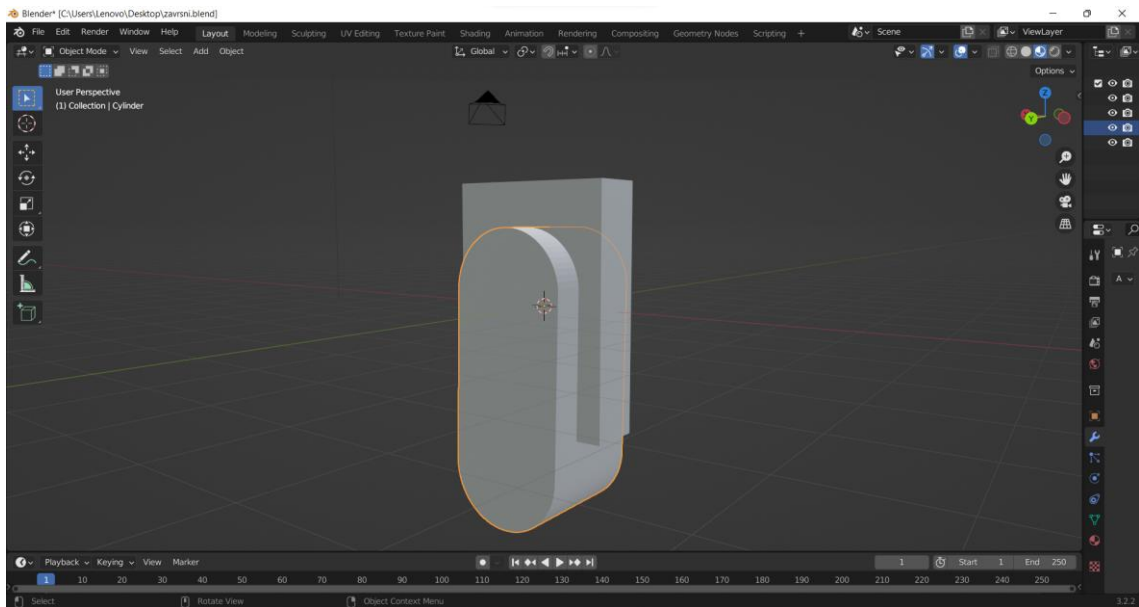 Blender* [C:\Users\Lenovo\Desktop\zavrsni.blend]
File Edit Render Window Help Layout Modeling Sculpting UV Editing Texture Paint Shading Animation Rendering Compositing Geometry Nodes Scripting + Scene ViewLayer
Object Mode View Select Add Object Global
Options
User Perspective
(1) Collection | Cylinder
Z
Y
A
Playback Keying View Marker 1 Start 1 End 250
1 10 20 30 40 50 60 70 80 90 100 110 120 130 140 150 160 170 180 190 200 210 220 230 240 250
Select Rotate View Object Context Menu 3.2.2